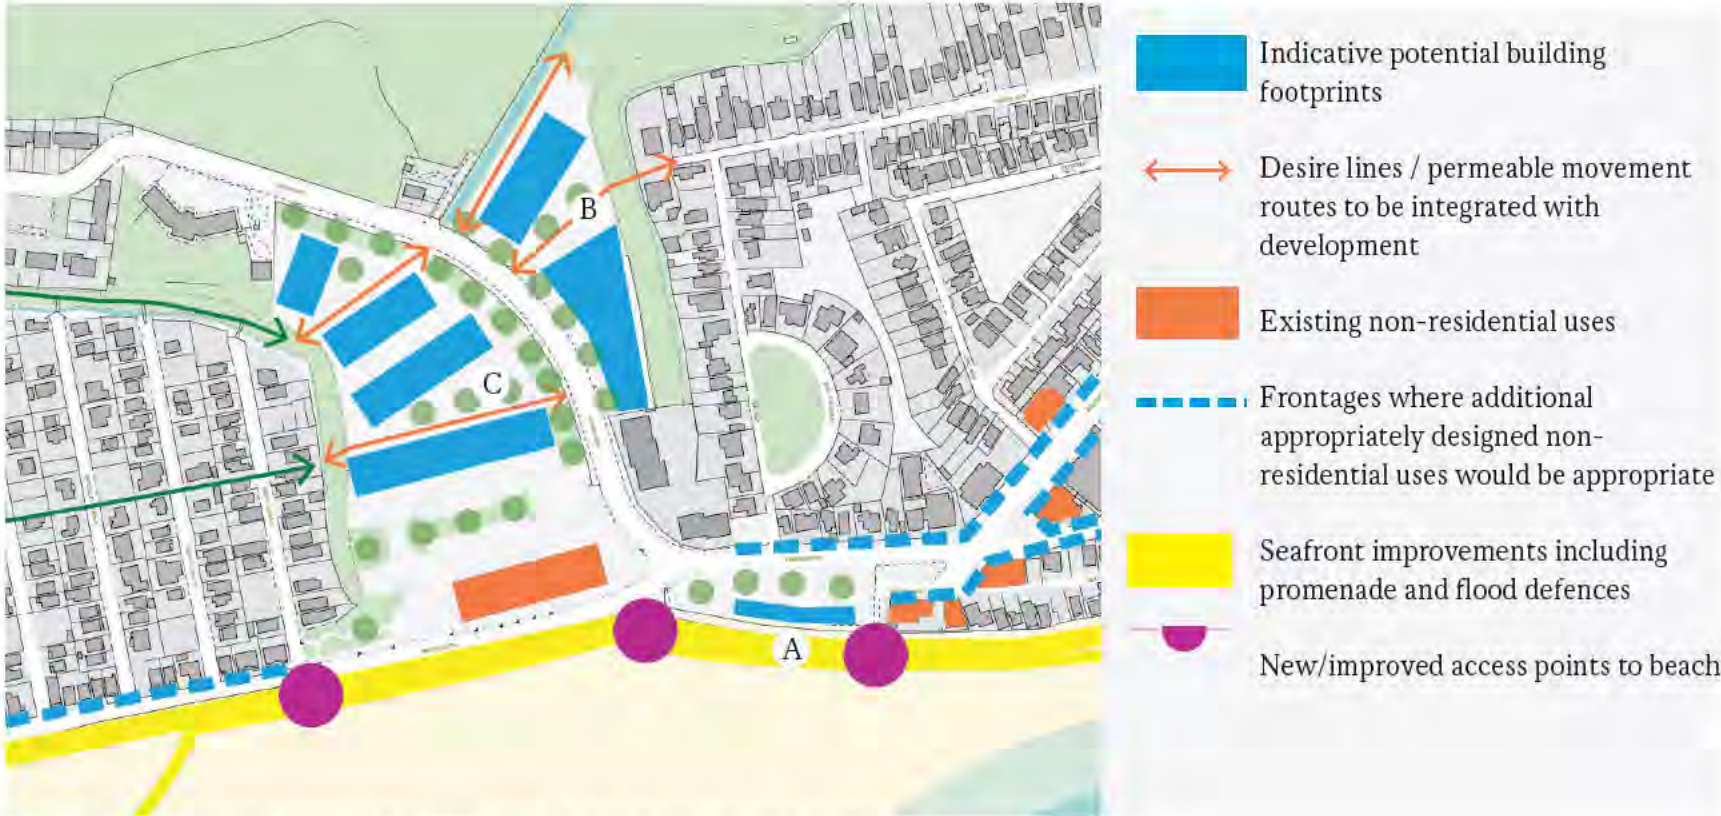 B
C
A
Indicative potential building
footprints
Desire lines / permeable movement
routes to be integrated with
development
Existing non-residential uses
Frontages where additional
appropriately designed non-
residential uses would be appropriate
Seafront improvements including
promenade and flood defences
New/improved access points to beach